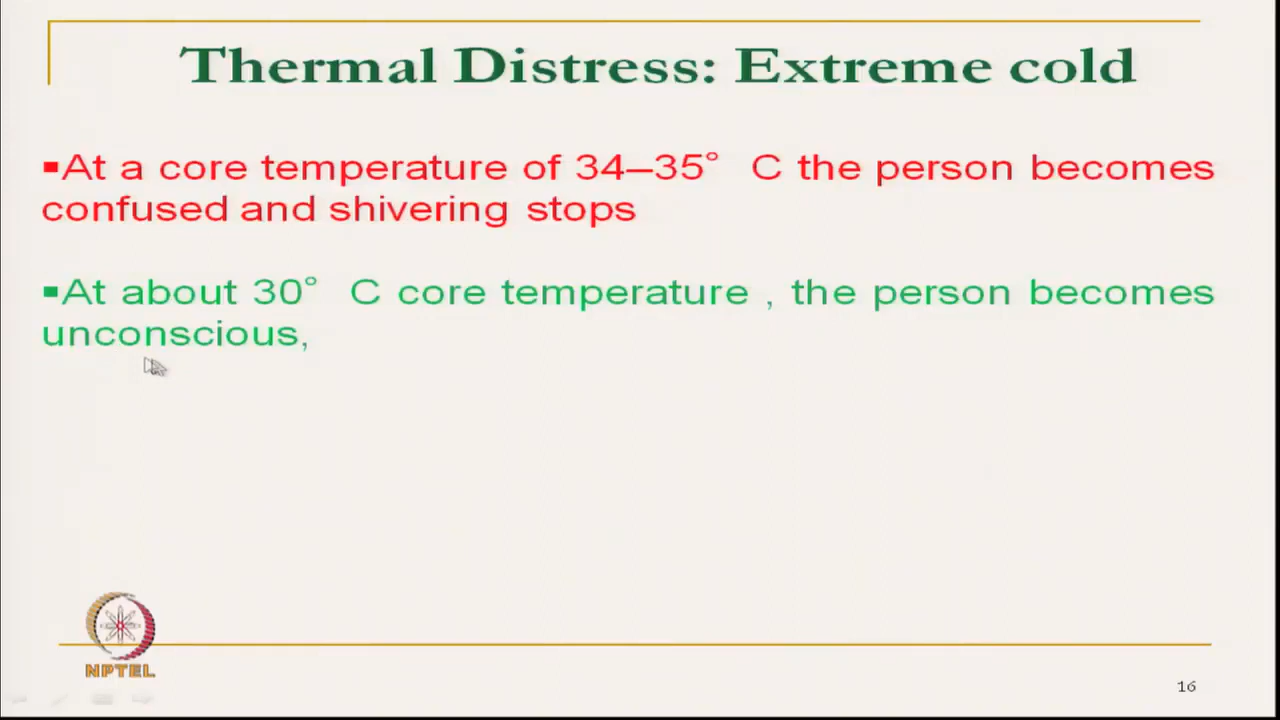 Thermal Distress: Extreme cold
▪At a core temperature of 34–35° C the person becomes
confused and shivering stops
▪At about 30° C core temperature , the person becomes
unconscious,
NPTEL
16